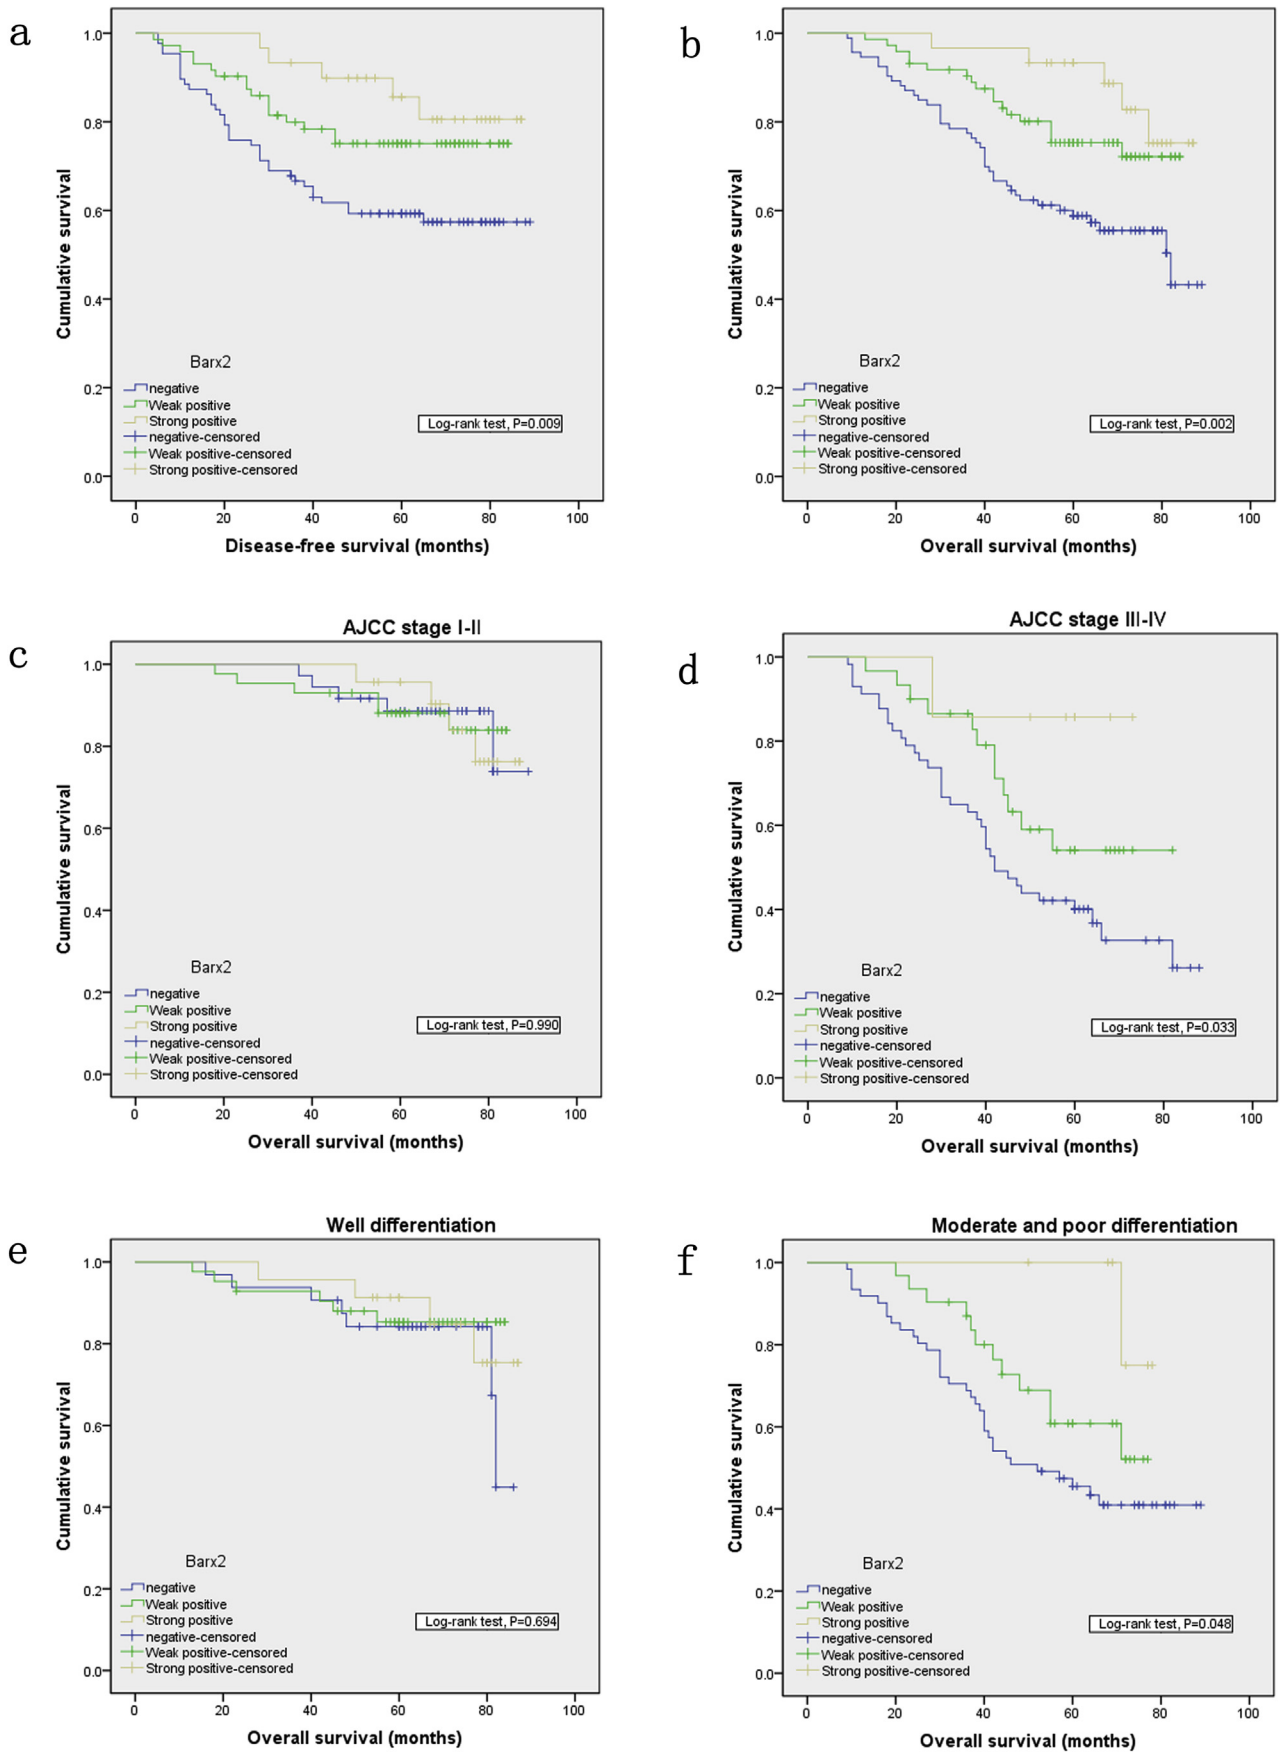 a
1.0
0.8
0.6
0.4
0.2
0.0
Cumulative survival
Barx2
negative
Weak positive
Strong positive
negative-censored
Weak positive-censored
Strong positive-censored
Log-rank test, P=0.009
0 20 40 60 80 100
Disease-free survival (months)
b
1.0
0.8
0.6
0.4
0.2
0.0
Cumulative survival
Barx2
negative
Weak positive
Strong positive
negative-censored
Weak positive-censored
Strong positive-censored
Log-rank test, P=0.002
0 20 40 60 80 100
Overall survival (months)
c
AJCC stage I-II
1.0
0.8
0.6
0.4
0.2
0.0
Cumulative survival
Barx2
negative
Weak positive
Strong positive
negative-censored
Weak positive-censored
Strong positive-censored
Log-rank test, P=0.990
0 20 40 60 80 100
Overall survival (months)
d
AJCC stage III-IV
1.0
0.8
0.6
0.4
0.2
0.0
Cumulative survival
Barx2
negative
Weak positive
Strong positive
negative-censored
Weak positive-censored
Strong positive-censored
Log-rank test, P=0.033
0 20 40 60 80 100
Overall survival (months)
e
Well differentiation
1.0
0.8
0.6
0.4
0.2
0.0
Cumulative survival
Barx2
negative
Weak positive
Strong positive
negative-censored
Weak positive-censored
Strong positive-censored
Log-rank test, P=0.694
0 20 40 60 80 100
Overall survival (months)
f
Moderate and poor differentiation
1.0
0.8
0.6
0.4
0.2
0.0
Cumulative survival
Barx2
negative
Weak positive
Strong positive
negative-censored
Weak positive-censored
Strong positive-censored
Log-rank test, P=0.048
0 20 40 60 80 100
Overall survival (months)